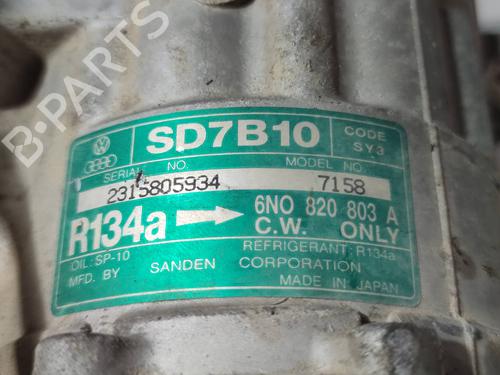 SD7B10
CODE
SY3
SERIAL NO. MODEL NO.
2315805934 7158
R134a 6N0 820 803 A
C.W. ONLY
OIL: SP-10 REFRIGERANT: R134a
MFD. BY SANDEN CORPORATION
MADE IN JAPAN
B-PARTS